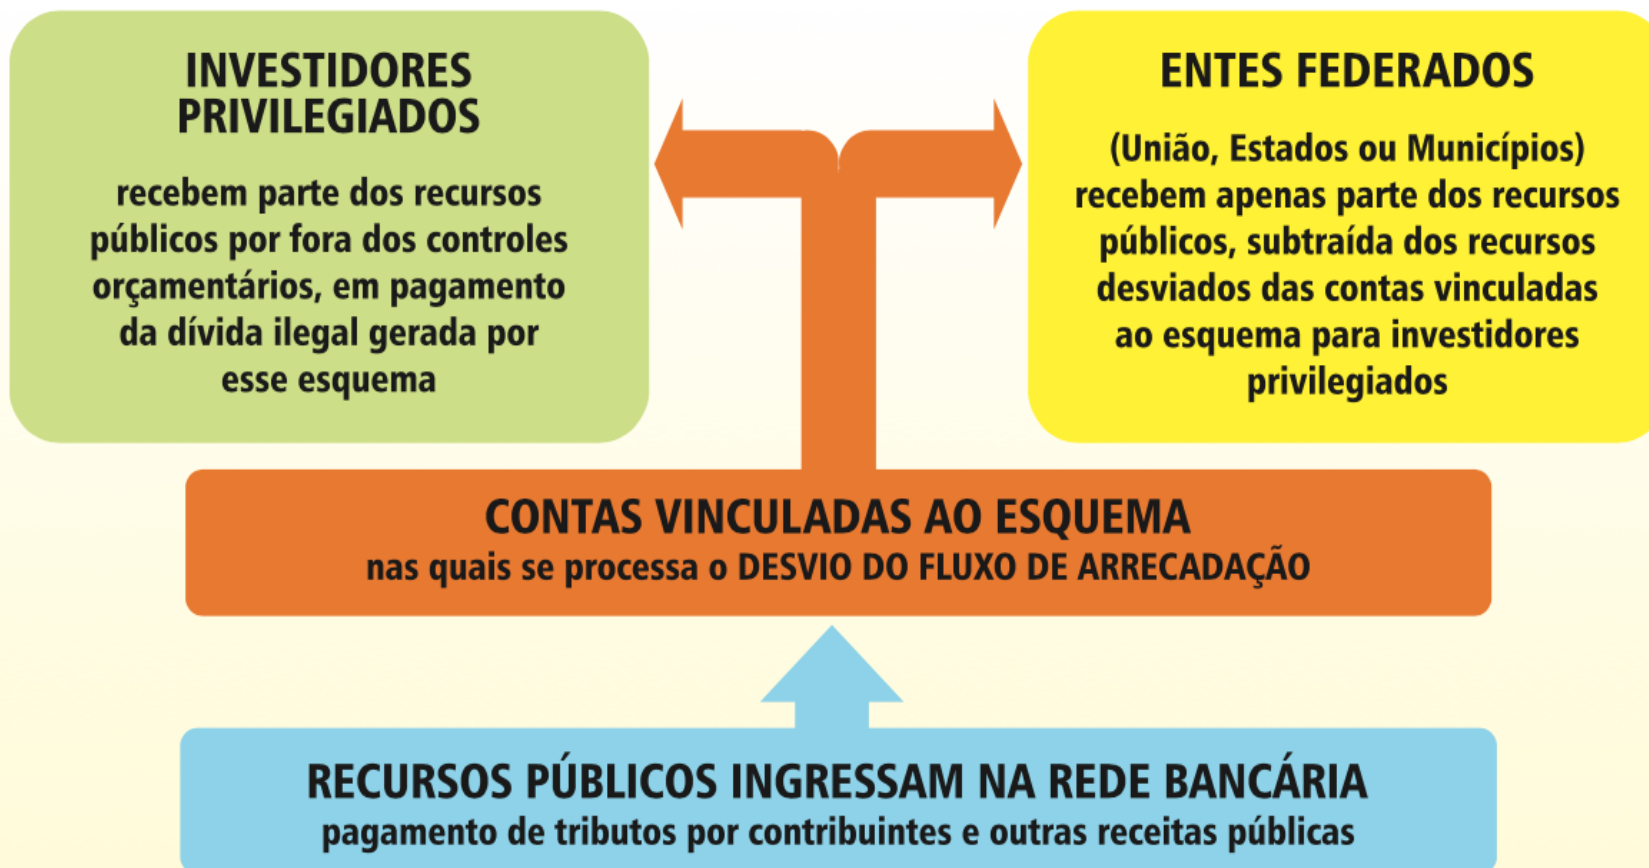 INVESTIDORES
PRIVILEGIADOS
recebem parte dos recursos
públicos por fora dos controles
orçamentários, em pagamento
da dívida ilegal gerada por
esse esquema
ENTES FEDERADOS
(União, Estados ou Municípios)
recebem apenas parte dos recursos
públicos, subtraída dos recursos
desviados das contas vinculadas
ao esquema para investidores
privilegiados
CONTAS VINCULADAS AO ESQUEMA
nas quais se processa o DESVIO DO FLUXO DE ARRECADAÇÃO
RECURSOS PÚBLICOS INGRESSAM NA REDE BANCÁRIA
pagamento de tributos por contribuintes e outras receitas públicas